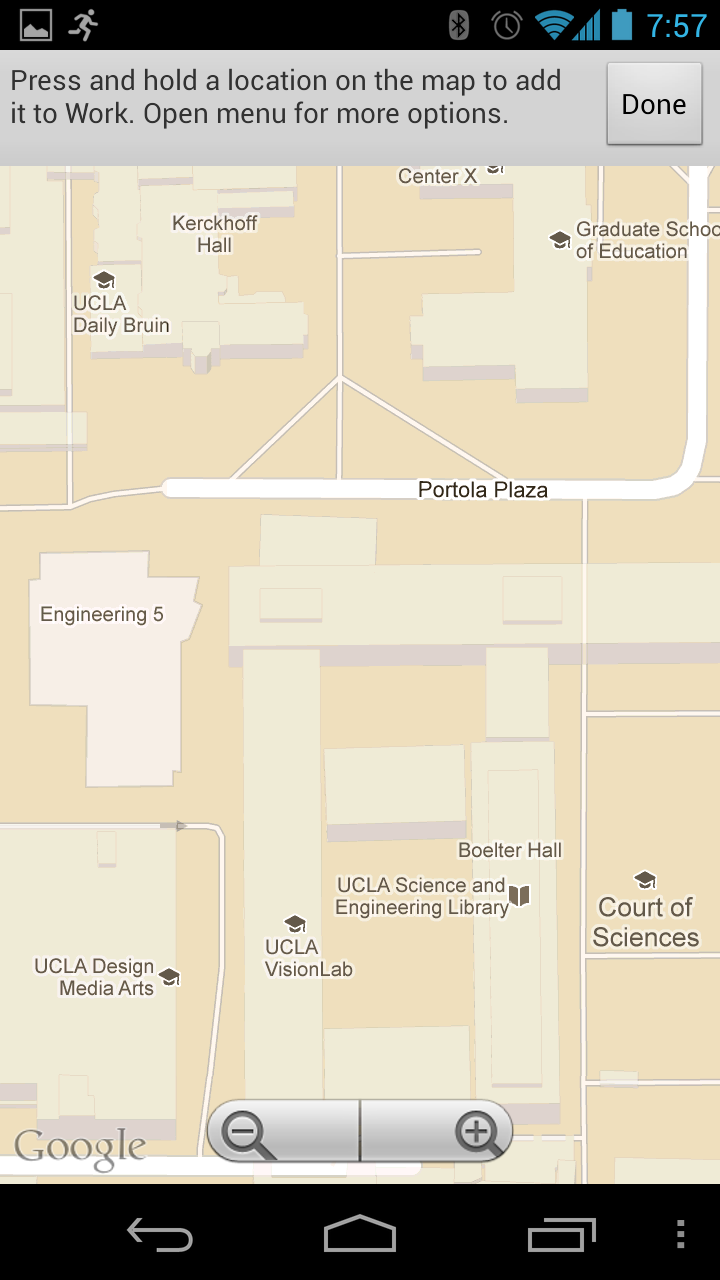 7:57
Press and hold a location on the map to add
it to Work. Open menu for more options.
Done
Center X
Kerckhoff
Hall
Graduate Schoo
of Education
UCLA
Daily Bruin
Portola Plaza
Engineering 5
Boelter Hall
UCLA Science and
Engineering Library
Court of
Sciences
UCLA
VisionLab
UCLA Design
Media Arts
Google